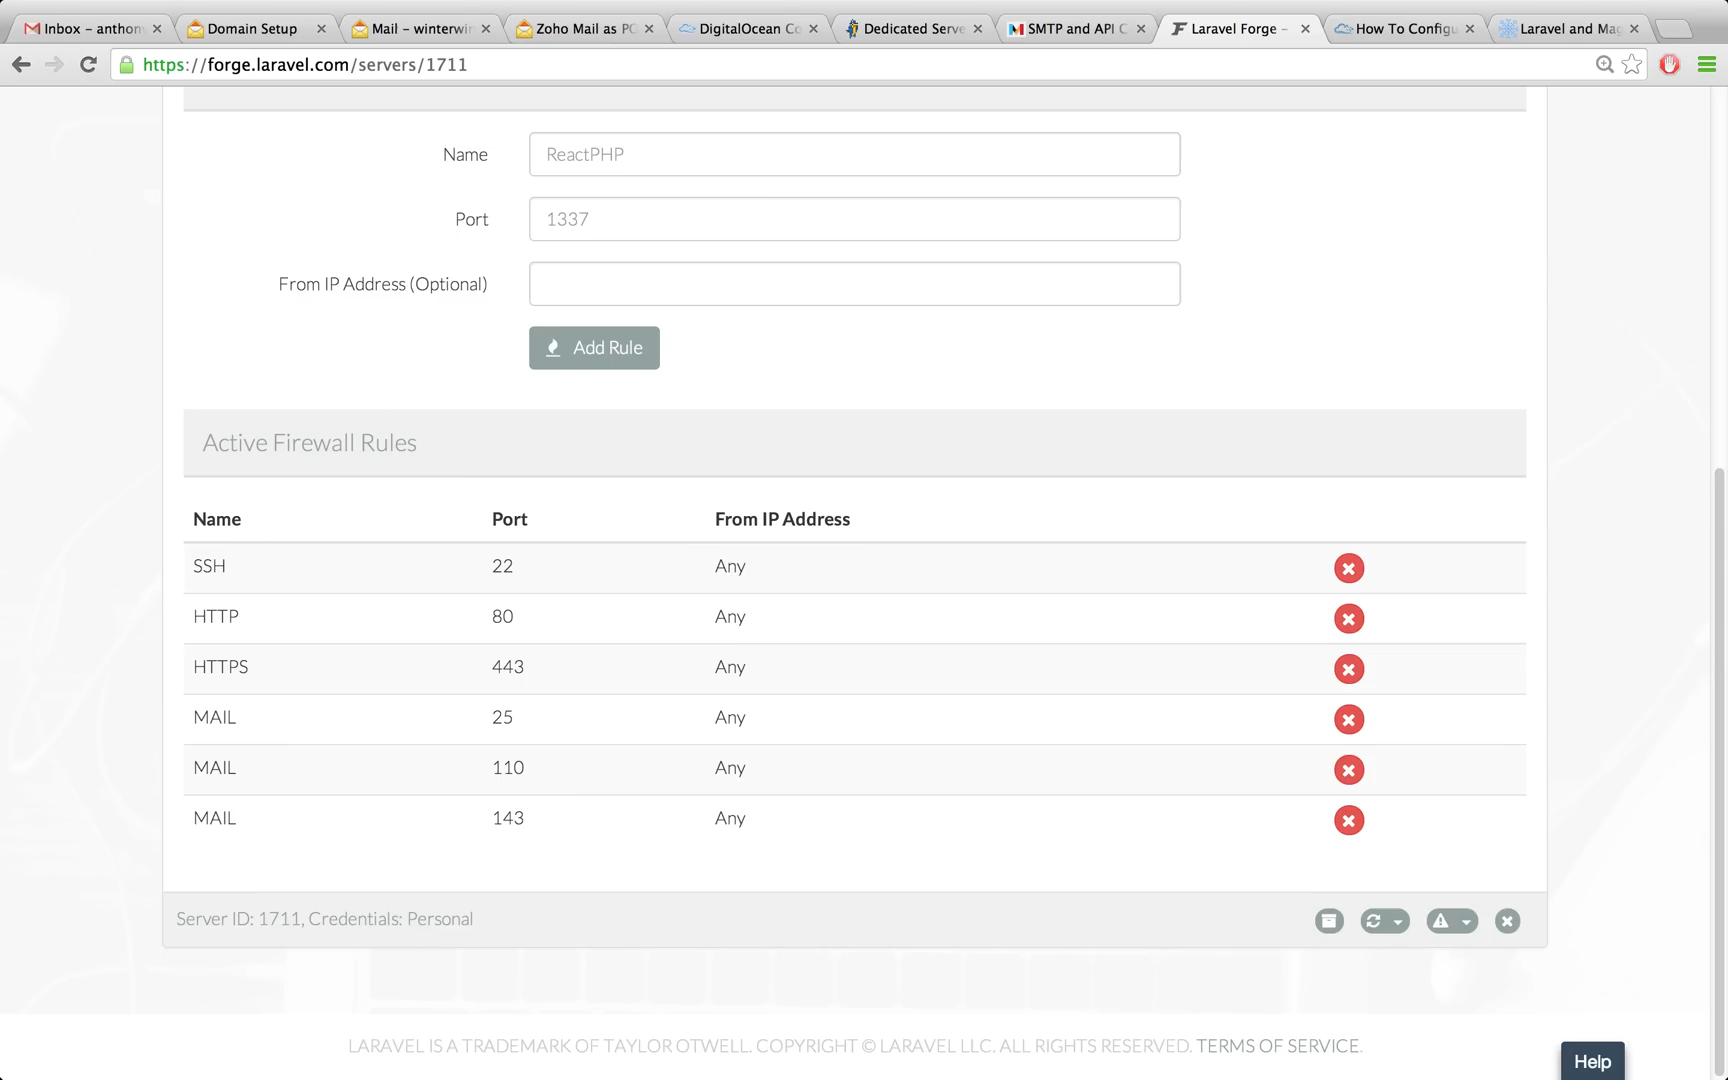 Inbox – anthon
Domain Setup
Mail – winterwin
Zoho Mail as PO
DigitalOcean Co
Dedicated Serve
SMTP and API C
Laravel Forge –
How To Configu
Laravel and Mag
https://forge.laravel.com/servers/1711
Name
ReactPHP
Port
1337
From IP Address (Optional)
Add Rule
Active Firewall Rules
Name Port From IP Address
SSH 22 Any
HTTP 80 Any
HTTPS 443 Any
MAIL 25 Any
MAIL 110 Any
MAIL 143 Any
Server ID: 1711, Credentials: Personal
LARAVEL IS A TRADEMARK OF TAYLOR OTWELL. COPYRIGHT © LARAVEL LLC. ALL RIGHTS RESERVED. TERMS OF SERVICE.
Help